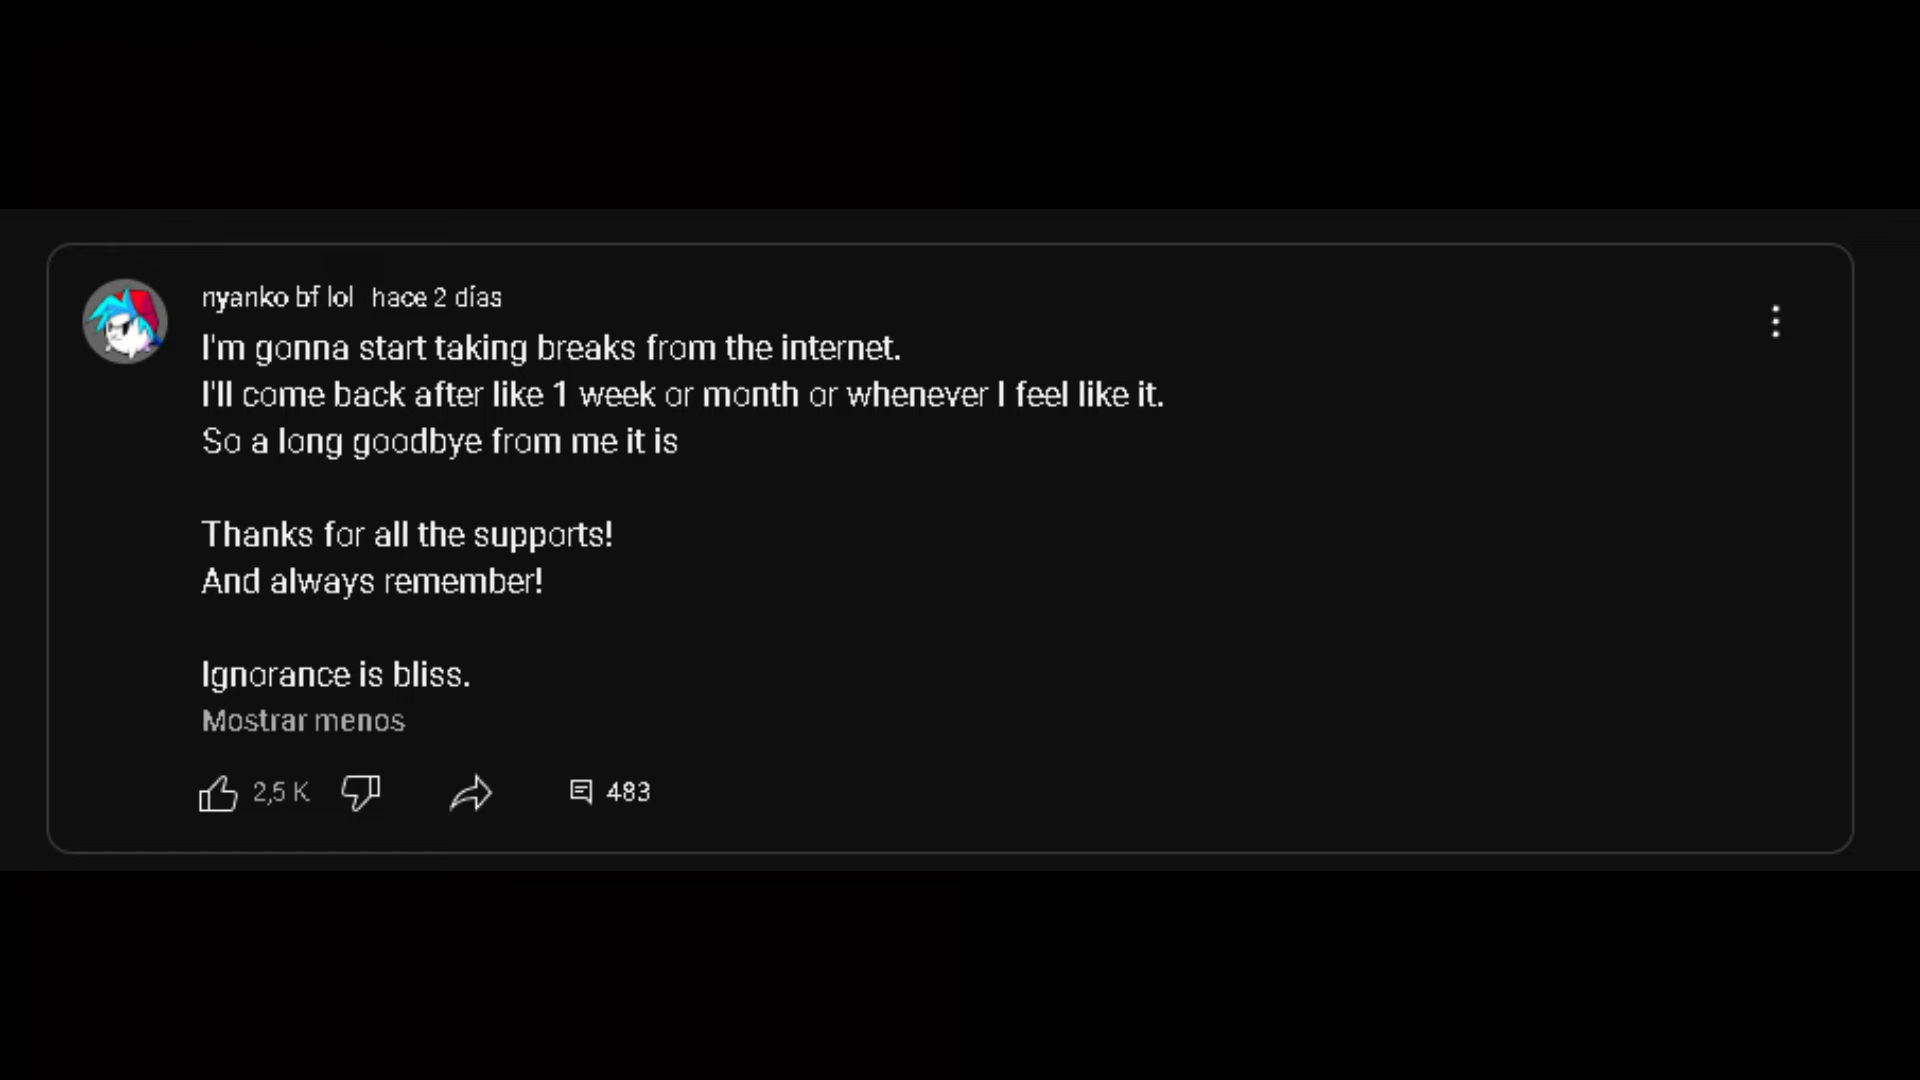 nyanko bf lol hace 2 días
I'm gonna start taking breaks from the internet.
I'll come back after like 1 week or month or whenever I feel like it.
So a long goodbye from me it is
Thanks for all the supports!
And always remember!
Ignorance is bliss.
Mostrar menos
2,5 K 483